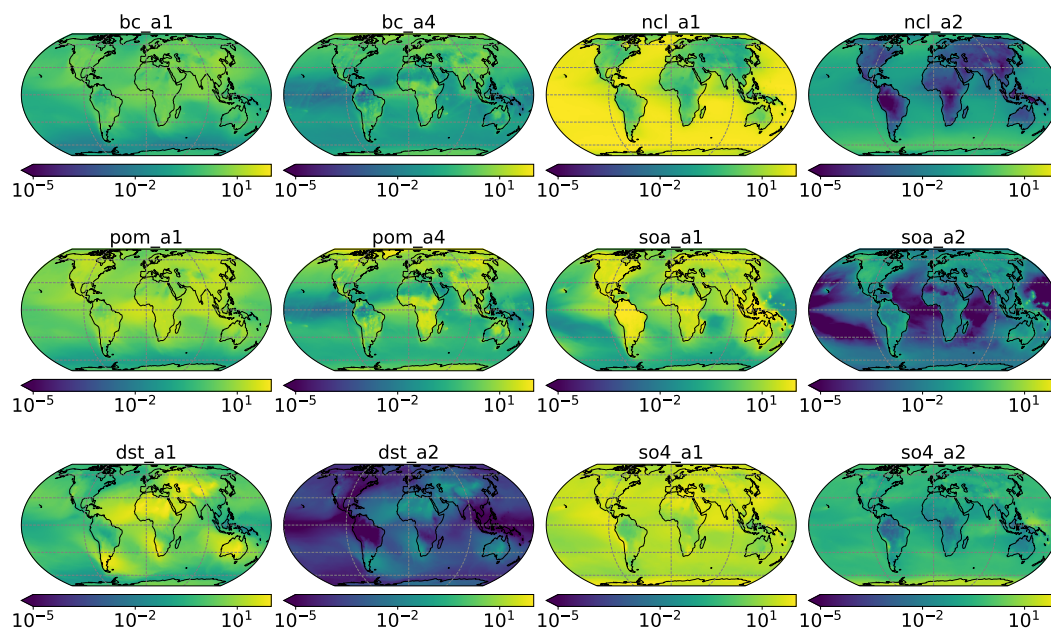 bc_a1 bc_a4 ncl_a1 ncl_a2
10⁻⁵ 10⁻² 10¹ 10⁻⁵ 10⁻² 10¹ 10⁻⁵ 10⁻² 10¹ 10⁻⁵ 10⁻² 10¹
pom_a1 pom_a4 soa_a1 soa_a2
10⁻⁵ 10⁻² 10¹ 10⁻⁵ 10⁻² 10¹ 10⁻⁵ 10⁻² 10¹ 10⁻⁵ 10⁻² 10¹
dst_a1 dst_a2 so4_a1 so4_a2
10⁻⁵ 10⁻² 10¹ 10⁻⁵ 10⁻² 10¹ 10⁻⁵ 10⁻² 10¹ 10⁻⁵ 10⁻² 10¹